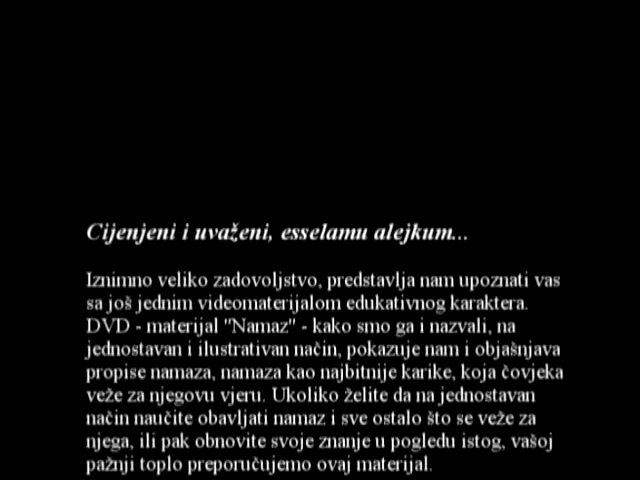 Cijenjeni i uvaženi, esselamu alejkum...
Iznimno veliko zadovoljstvo, predstavlja nam upoznati vas
sa još jednim videomaterijalom edukativnog karaktera.
DVD - materijal "Namaz" - kako smo ga i nazvali, na
jednostavan i ilustrativan način, pokazuje nam i objašnjava
propise namaza, namaza kao najbitnije karike, koja čovjeka
veže za njegovu vjeru. Ukoliko želite da na jednostavan
način naučite obavljati namaz i sve ostalo što se veže za
njega, ili pak obnovite svoje znanje u pogledu istog, vašoj
pažnji toplo preporučujemo ovaj materijal.